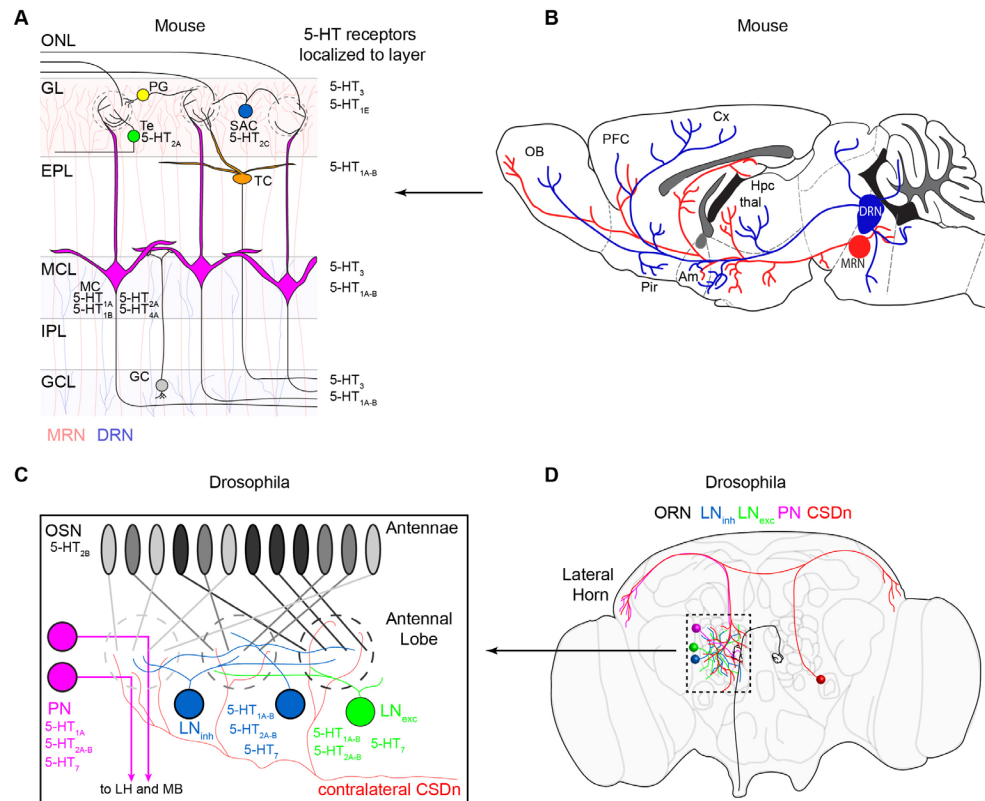 A
Mouse
5-HT receptors
localized to layer
ONL
GL
PG
5-HT3
5-HT1E
Te
5-HT2A
SAC
5-HT2C
EPL
5-HT1A-B
TC
MCL
5-HT3
MC
5-HT1A
1B
5-HT1A-B
5-HT2A
5-HT4A
IPL
GCL
GC
5-HT3
5-HT1A-B
MRN DRN
B
Mouse
Cx
PFC
OB
Hpc
thal
DRN
MRN
Am
Pir
C
Drosophila
OSN
5-HT2B
Antennae
Antennal
Lobe
PN
5-HT1A
5-HT2A-B
5-HT7
LNinh
5-HT1A-B
5-HT2A-B
5-HT7
LNexc
5-HT1A-B
5-HT2A-B
5-HT7
to LH and MB
contralateral CSDn
D
Drosophila
ORN LNinh LNexc PN CSDn
Lateral
Horn